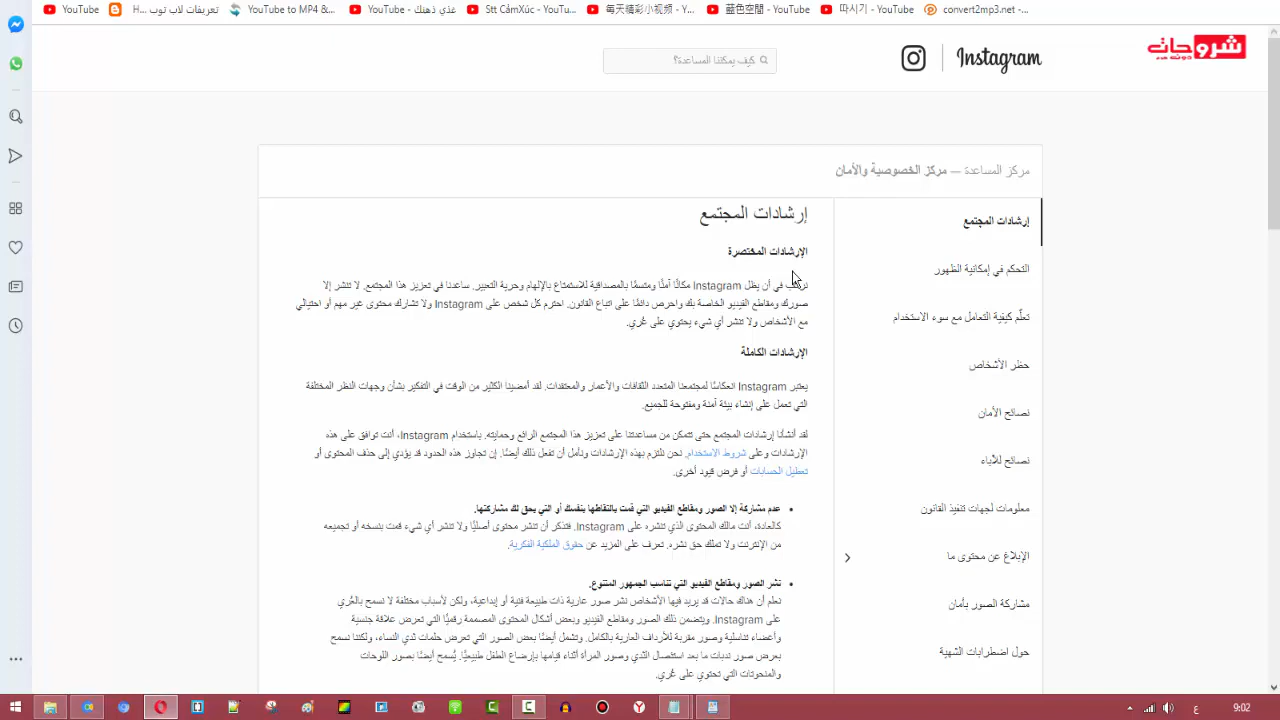 YouTube
H... تعريفات لاب توب
YouTube to MP4 &...
YouTube - غذي ذهنك
Stt CảmXúc - YouTu...
每天精彩小视频 - Y...
蓝色空間 - YouTube
따시기 - YouTube
convert2mp3.net -...
شروحاته
كيف يمكننا المساعدة؟
Instagram
مركز المساعدة — مركز الخصوصية والأمان
إرشادات المجتمع
التحكم في إمكانية الظهور
تعلّم كيفية التعامل مع سوء الاستخدام
حظر الأشخاص
نصائح الأمان
نصائح للآباء
معلومات لجهات تنفيذ القانون
الإبلاغ عن محتوى ما
مشاركة الصور بأمان
حول اضطرابات الشهية
إرشادات المجتمع
الإرشادات المختصرة
نرغب في أن يظل Instagram مكانًا آمنًا ومتسمًا بالمصداقية للاستمتاع بالإلهام وحرية التعبير. ساعدنا في تعزيز هذا المجتمع. لا تنشر إلا
صورك ومقاطع الفيديو الخاصة بك واحرص دائمًا على اتباع القانون. احترم كل شخص على Instagram ولا تشارك محتوى غير مهم أو احتيالي
مع الأشخاص ولا تنشر أي شيء يحتوي على عُري.
الإرشادات الكاملة
يعتبر Instagram انعكاسًا لمجتمعنا المتعدد الثقافات والأعمار والمعتقدات. لقد أمضينا الكثير من الوقت في التفكير بشأن وجهات النظر المختلفة
التي تعمل على إنشاء بيئة آمنة ومفتوحة للجميع.
لقد أنشأنا إرشادات المجتمع حتى تتمكن من مساعدتنا على تعزيز هذا المجتمع الرائع وحمايته. باستخدام Instagram، أنت توافق على هذه
الإرشادات وعلى شروط الاستخدام. نحن نلتزم بهذه الإرشادات ونأمل أن تفعل ذلك أيضًا. إن تجاوز هذه الحدود قد يؤدي إلى حذف المحتوى أو
تعطيل الحسابات أو فرض قيود أخرى.
عدم مشاركة إلا الصور ومقاطع الفيديو التي قمت بالتقاطها بنفسك أو التي يحق لك مشاركتها.
كالعادة، أنت مالك المحتوى الذي تنشره على Instagram. فتذكر أن تنشر محتوى أصليًا ولا تنشر أي شيء قمت بنسخه أو تجميعه
من الإنترنت ولا تملك حق نشره. تعرف على المزيد عن حقوق الملكية الفكرية.
نشر الصور ومقاطع الفيديو التي تناسب الجمهور المتنوع.
نعلم أن هناك حالات قد يريد فيها الأشخاص نشر صور عارية ذات طبيعة فنية أو إبداعية، ولكن لأسباب مختلفة لا نسمح بالعُري
على Instagram. ويتضمن ذلك الصور ومقاطع الفيديو وبعض أشكال المحتوى المصممة رقميًا التي تعرض علاقة جنسية
وأعضاء تناسلية وصور مقربة للأرداف العارية بالكامل. وتشمل أيضًا بعض الصور التي تعرض حلمات ثدي النساء، ولكننا نسمح
بعرض صور ندبات ما بعد استئصال الثدي وصور المرأة أثناء قيامها بإرضاع الطفل طبيعيًا. يُسمح أيضًا بصور اللوحات
والمنحوتات التي تحتوي على عُري.
ع
9:02